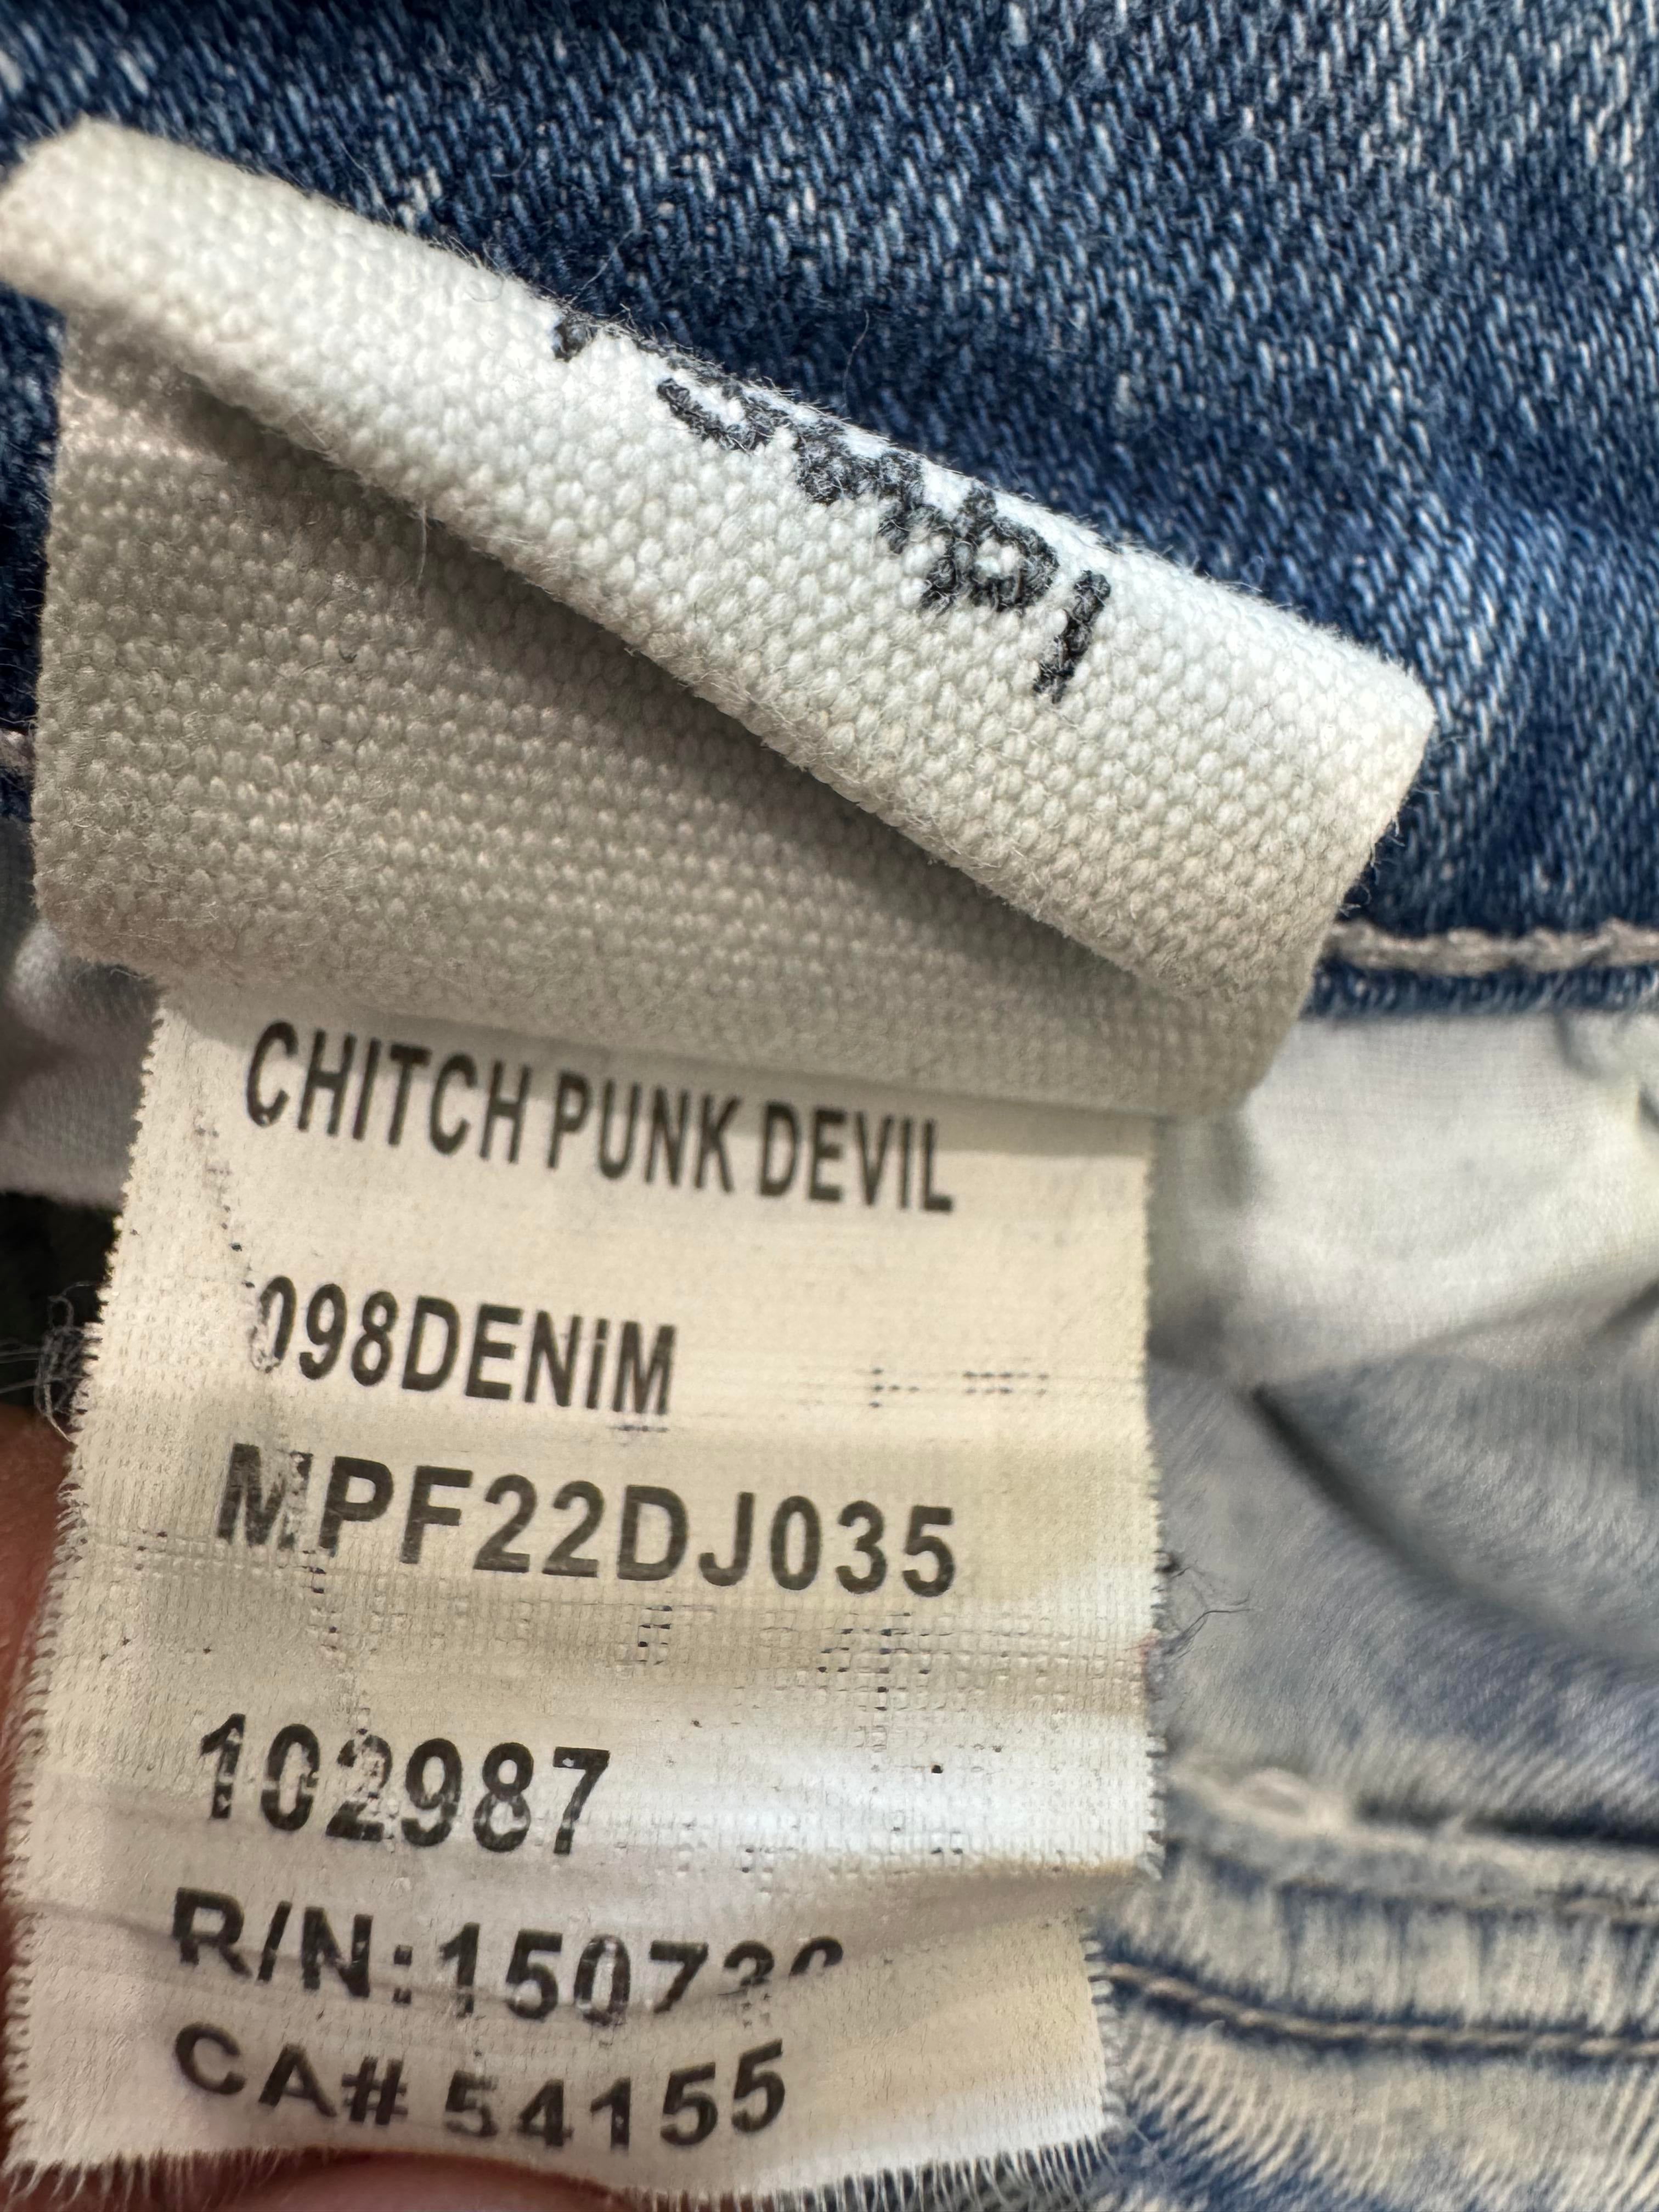 CHITCH PUNK DEVIL
098DENiM
MPF22DJ035
102987
CA# 54155